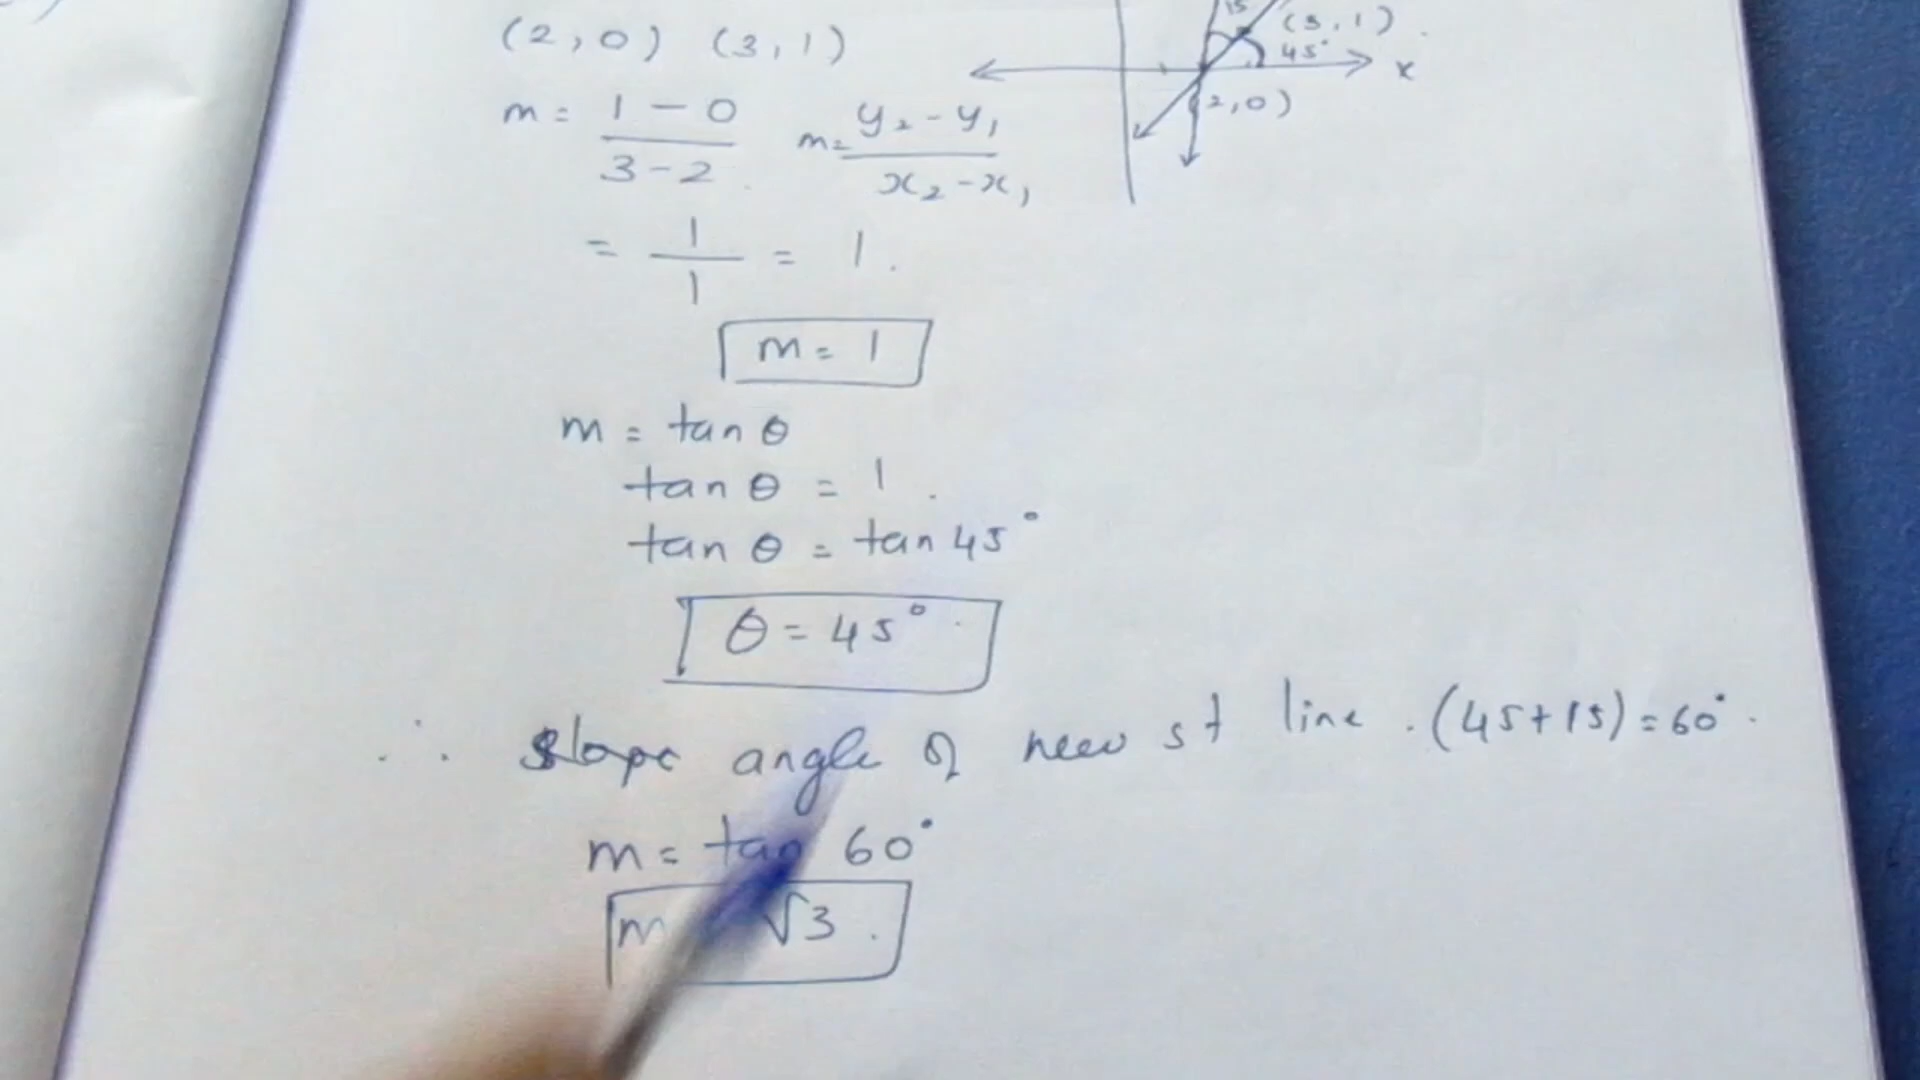 (2,0) (3,1)
15
(3,1).
45°
x
(2,0)
m = 1 - 0 / 3 - 2 .
m = y₂ - y₁ / x₂ - x₁
= 1 / 1 = 1 .
m = 1
m = tan θ
tan θ = 1 .
tan θ = tan 45°
θ = 45° .
∴ slope angle of new st line . (45+15) = 60° .
m = tan 60°
m √3 .